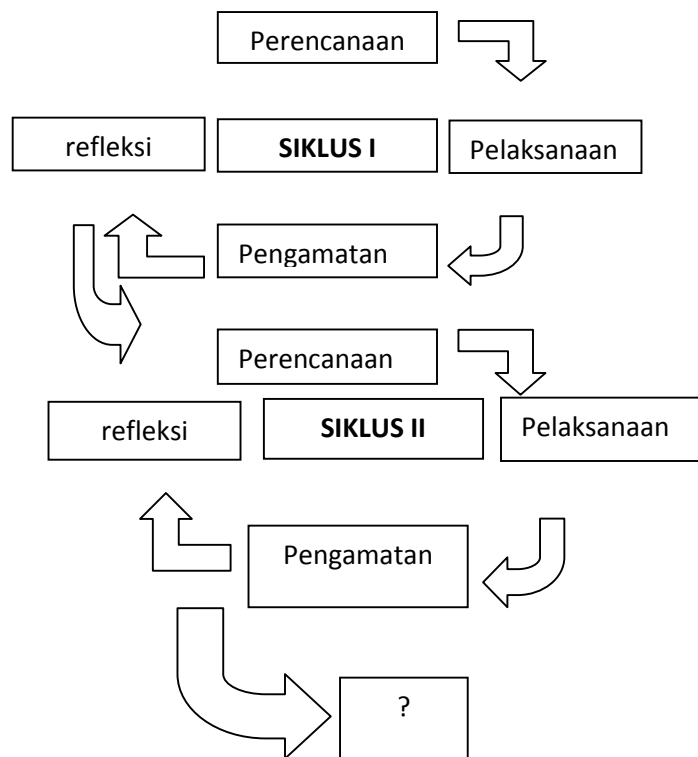 Perencanaan
refleksi
SIKLUS I
Pelaksanaan
Pengamatan
Perencanaan
refleksi
SIKLUS II
Pelaksanaan
Pengamatan
?